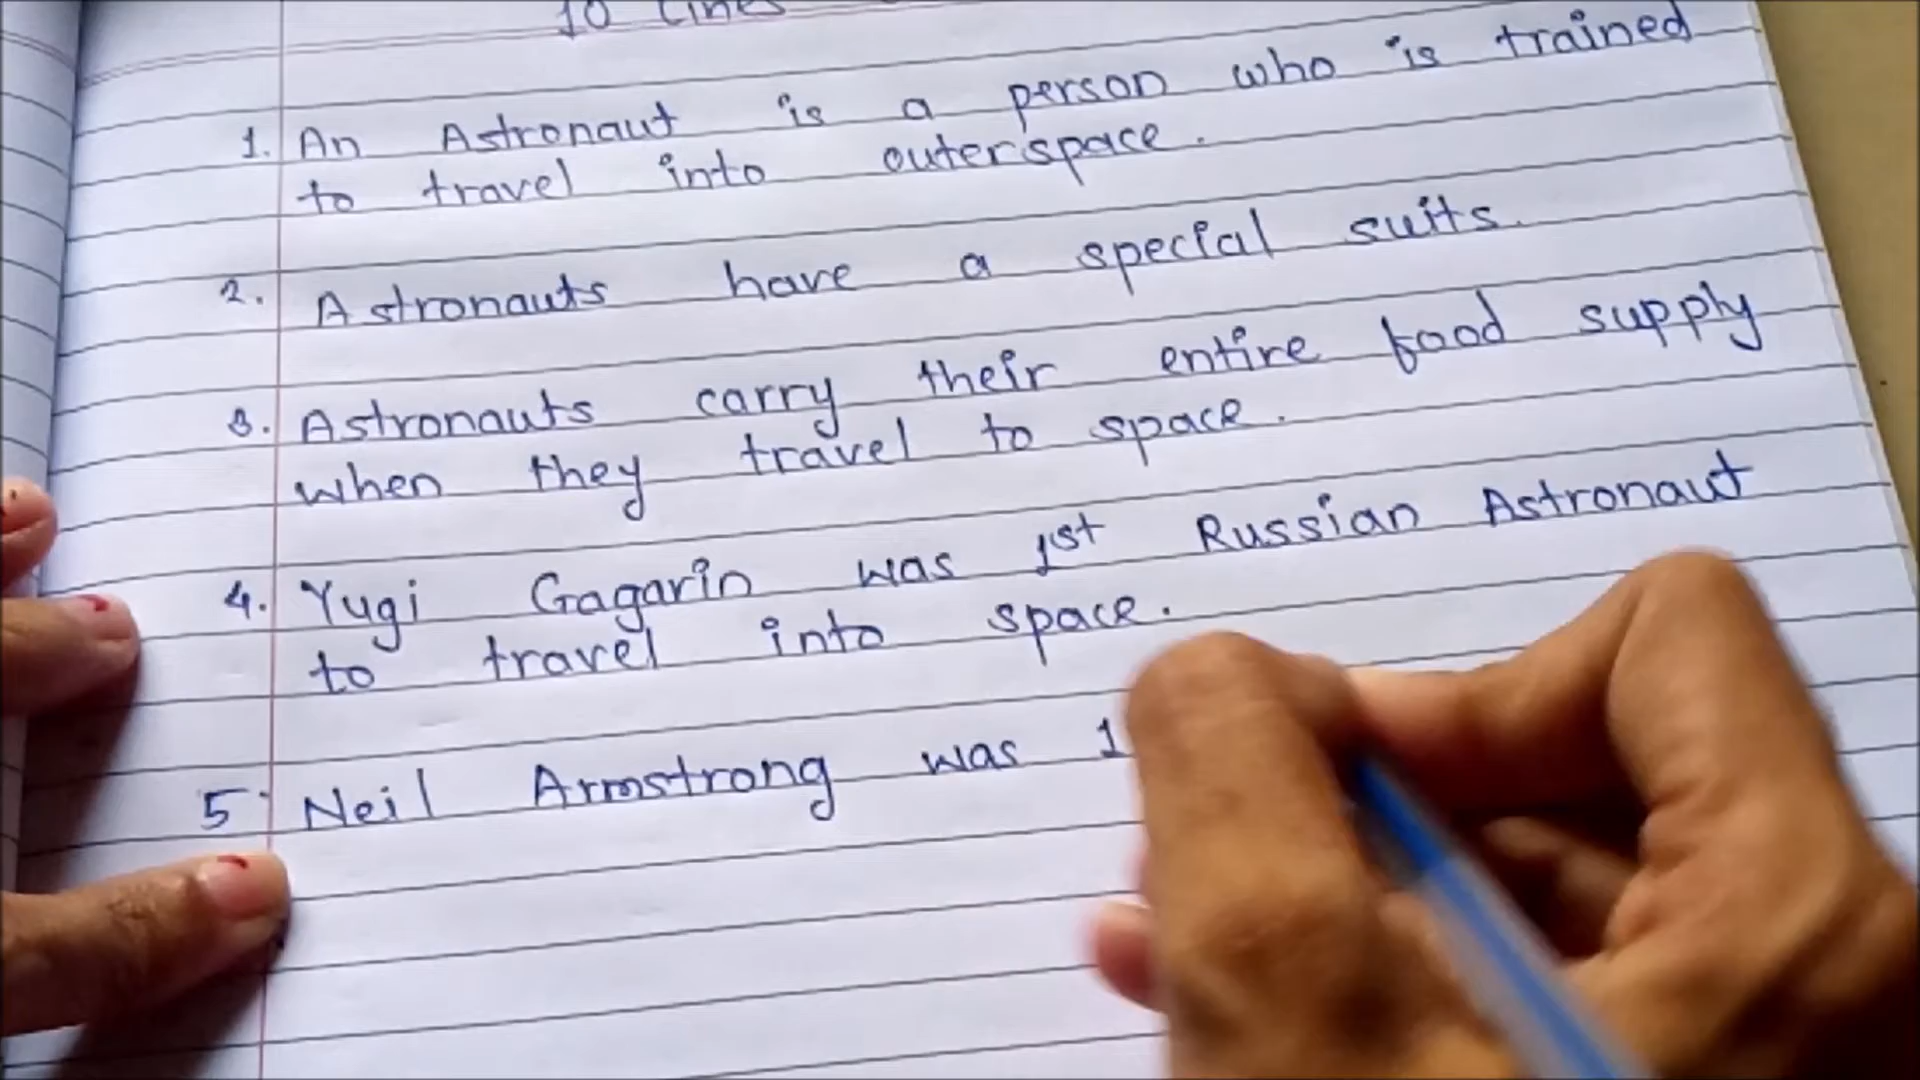 10 Lines
1. An Astronaut is a person who is trained
to travel into outerspace.
2. Astronauts have a special suits.
3. Astronauts carry their entire food supply
when they travel to space.
4. Yugi Gagarin was 1st Russian Astronaut
to travel into space.
5. Neil Armstrong was 1